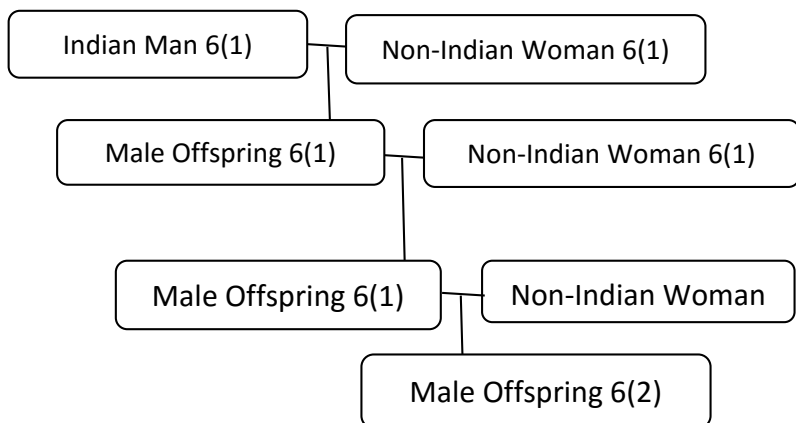 Indian Man 6(1)
Non-Indian Woman 6(1)
Male Offspring 6(1)
Non-Indian Woman 6(1)
Male Offspring 6(1)
Non-Indian Woman
Male Offspring 6(2)